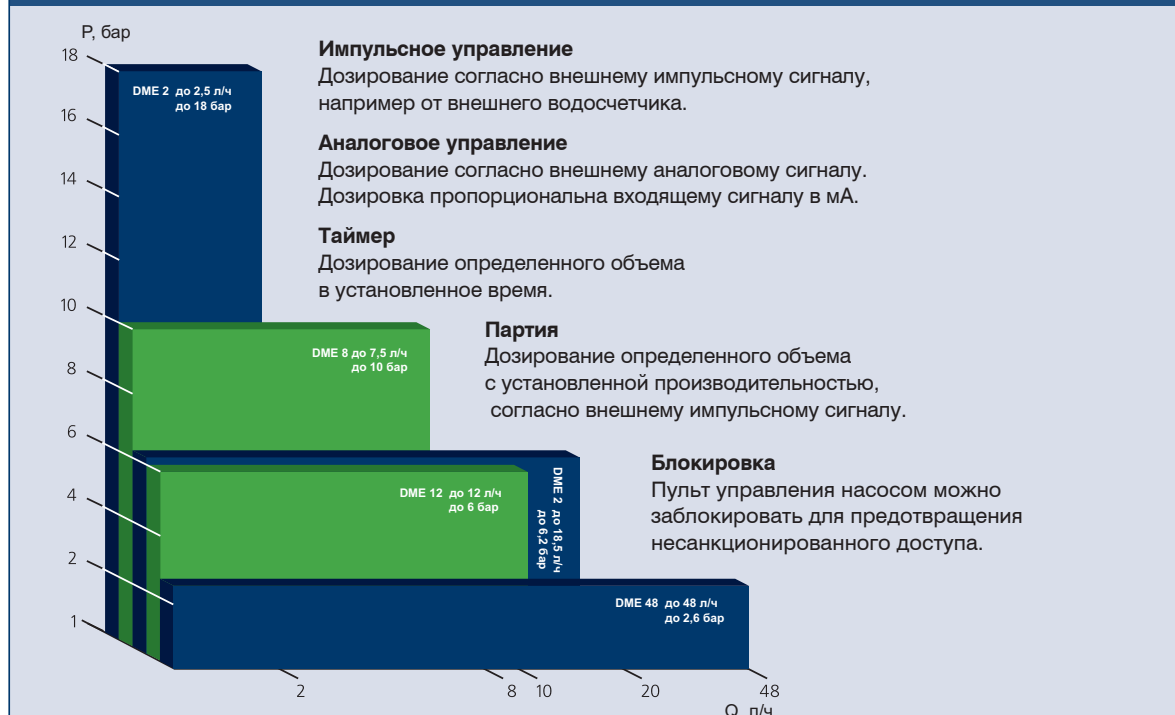 P, бар
18
16
14
12
10
8
6
4
2
1
DME 2 до 2,5 л/ч
до 18 бар
DME 8 до 7,5 л/ч
до 10 бар
DME 12 до 12 л/ч
до 6 бар
DME 2 до 18,5 л/ч
до 6,2 бар
DME 48 до 48 л/ч
до 2,6 бар
2
8
10
20
48
Q, л/ч
Импульсное управление
Дозирование согласно внешнему импульсному сигналу,
например от внешнего водосчетчика.
Аналоговое управление
Дозирование согласно внешнему аналоговому сигналу.
Дозировка пропорциональна входящему сигналу в мА.
Таймер
Дозирование определенного объема
в установленное время.
Партия
Дозирование определенного объема
с установленной производительностью,
согласно внешнему импульсному сигналу.
Блокировка
Пульт управления насосом можно
заблокировать для предотвращения
несанкционированного доступа.